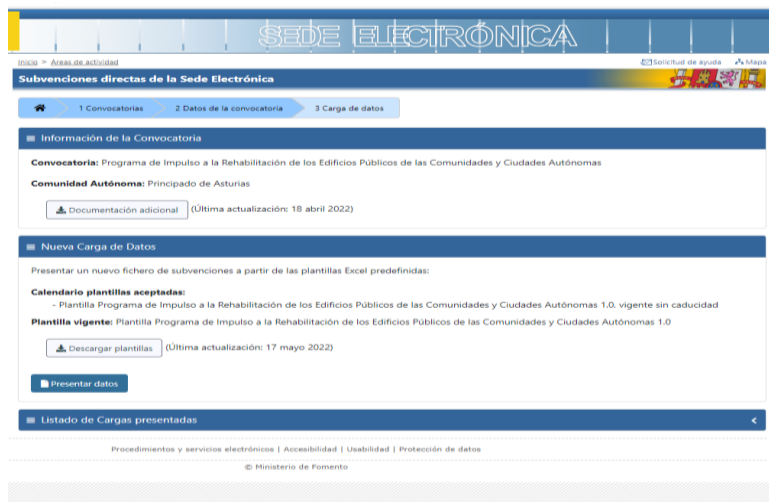 SEDE ELECTRÓNICA
Inicio > Areas de actividad
Solicitud de ayuda Mapa
Subvenciones directas de la Sede Electrónica
1 Convocatorias 2 Datos de la convocatoria 3 Carga de datos
Información de la Convocatoria
Convocatoria: Programa de Impulso a la Rehabilitación de los Edificios Públicos de las Comunidades y Ciudades Autónomas
Comunidad Autónoma: Principado de Asturias
Documentación adicional (Última actualización: 18 abril 2022)
Nueva Carga de Datos
Presentar un nuevo fichero de subvenciones a partir de las plantillas Excel predefinidas:
Calendario plantillas aceptadas:
- Plantilla Programa de Impulso a la Rehabilitación de los Edificios Públicos de las Comunidades y Ciudades Autónomas 1.0, vigente sin caducidad
Plantilla vigente: Plantilla Programa de Impulso a la Rehabilitación de los Edificios Públicos de las Comunidades y Ciudades Autónomas 1.0
Descargar plantillas (Última actualización: 17 mayo 2022)
Presentar datos
Listado de Cargas presentadas
Procedimientos y servicios electrónicos | Accesibilidad | Usabilidad | Protección de datos
© Ministerio de Fomento